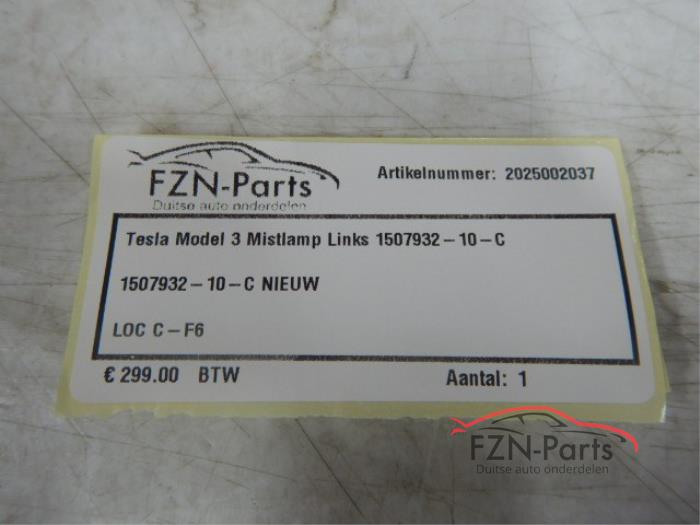 FZN-Parts
Duitse auto onderdelen
Artikelnummer: 2025002037
Tesla Model 3 Mistlamp Links 1507932-10-C
1507932-10-C NIEUW
LOC C-F6
€ 299.00 BTW
Aantal: 1
FZN-Parts
Duitse auto onderdelen